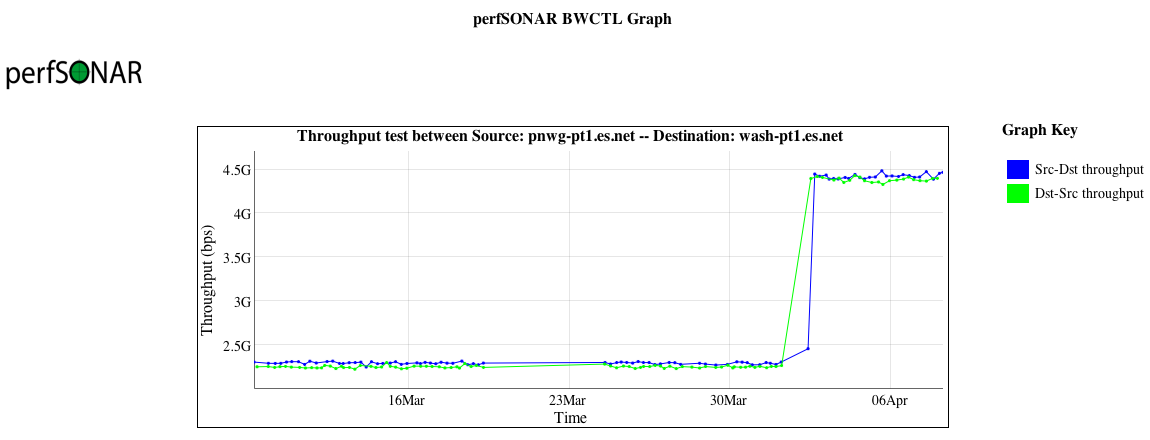 perfSONAR BWCTL Graph
perfSONAR
Throughput test between Source: pnwg-pt1.es.net -- Destination: wash-pt1.es.net
Graph Key
Src-Dst throughput
Dst-Src throughput
4.5G
4G
3.5G
3G
2.5G
Throughput (bps)
16Mar
23Mar
30Mar
06Apr
Time